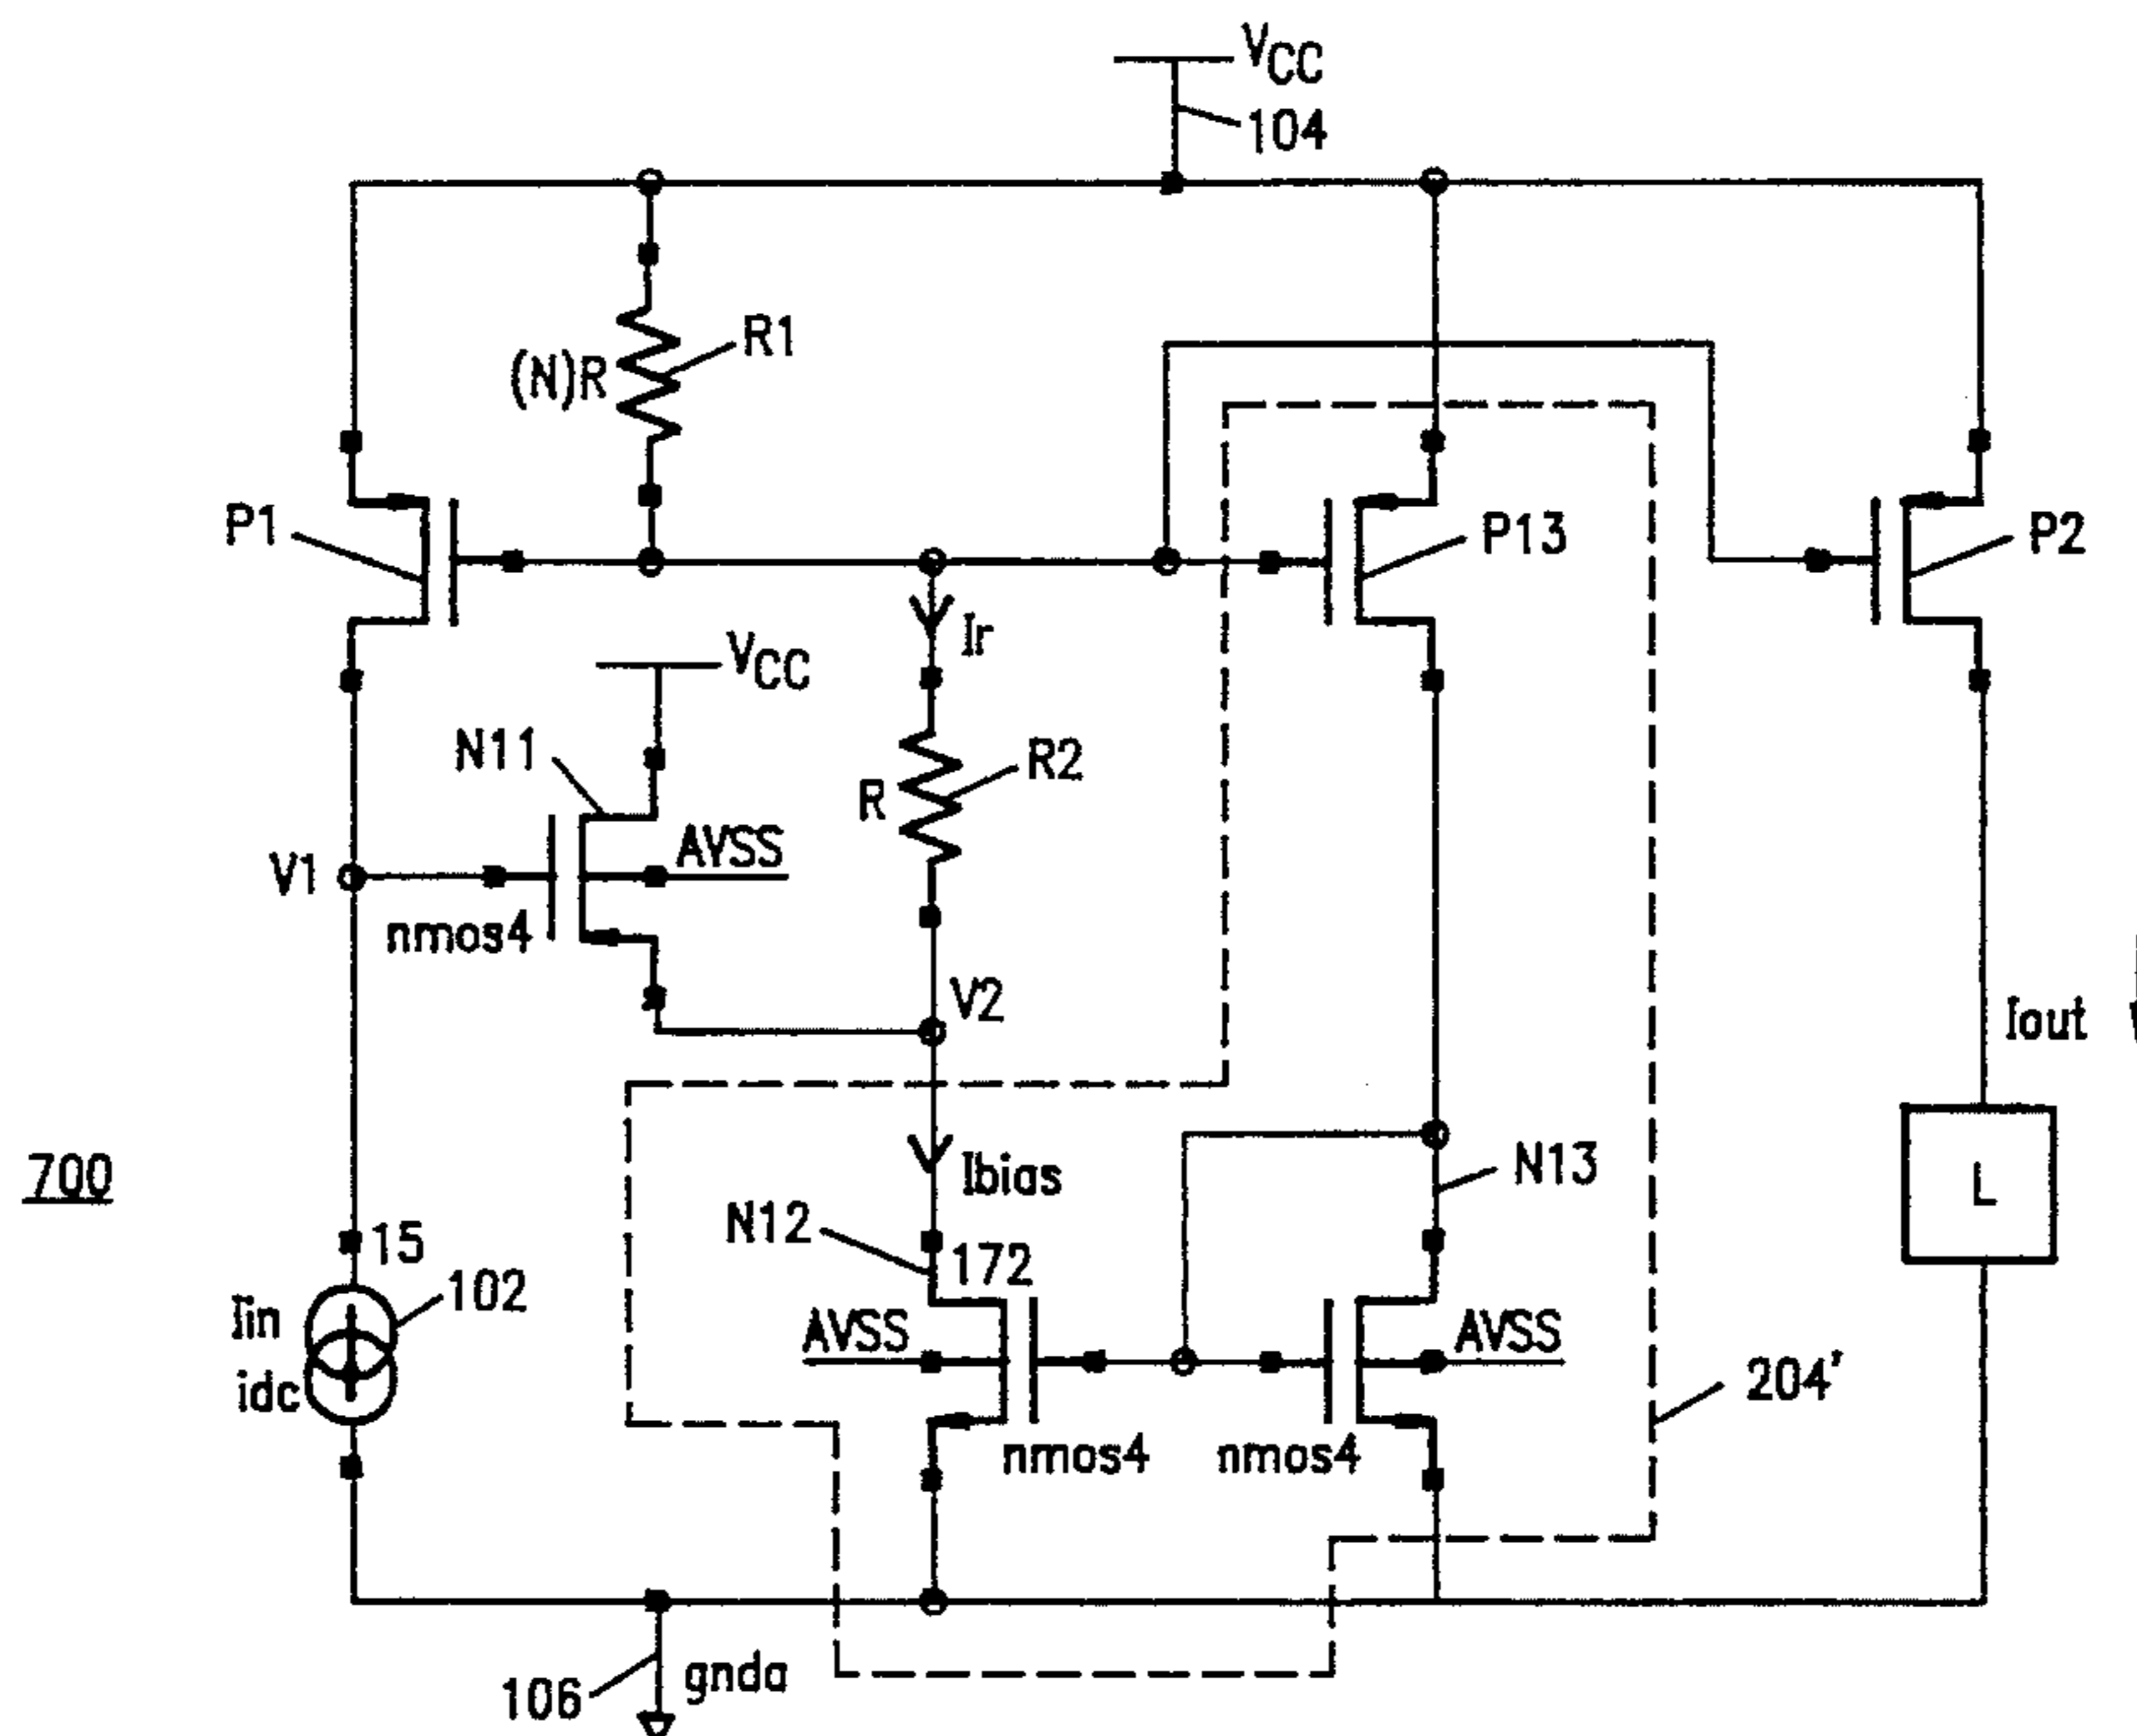 VCC
104
R1
(N)R
P1
P13
P2
Ir
VCC
N11
R2
R
AVSS
V1
nmos4
V2
Iout
Ibias
N13
L
700
N12
172
15
102
Iin
idc
AVSS
AVSS
204'
nmos4
nmos4
106
gnda